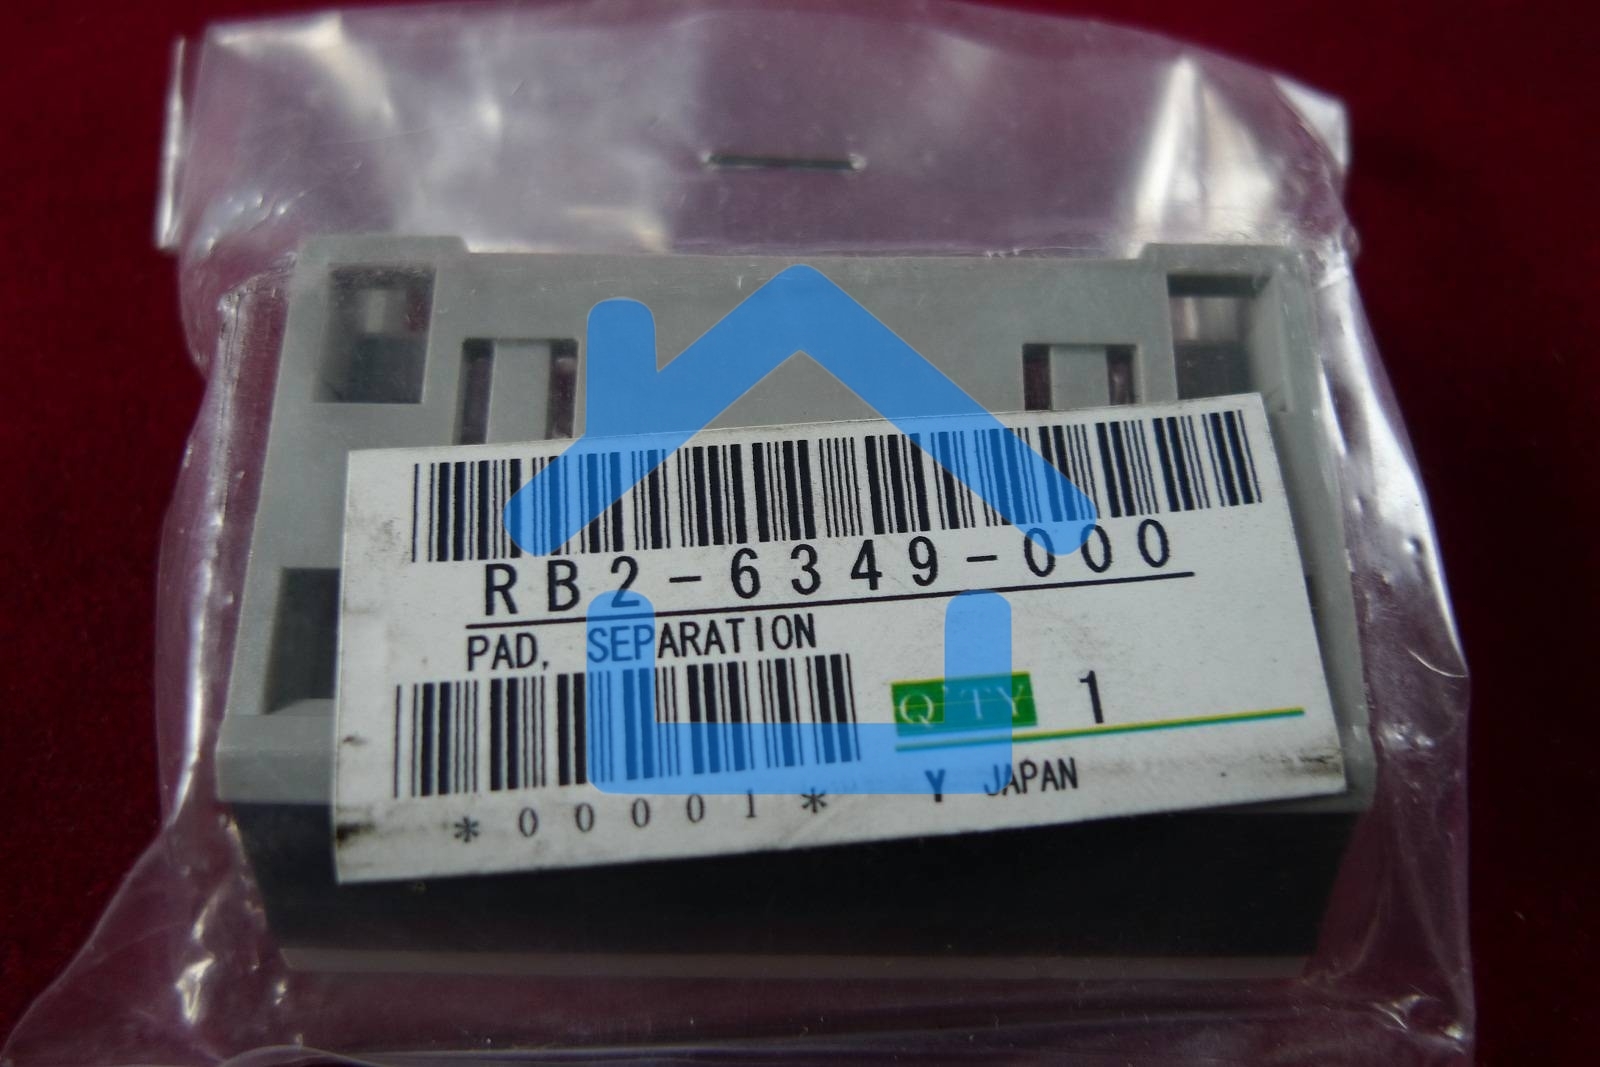 RB2-6349-000
PAD, SEPARATION
Q'TY 1
*00001*
Y JAPAN